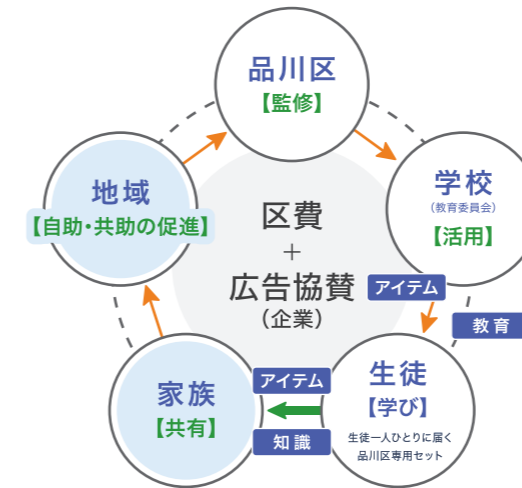 品川区
【監修】
学校
（教育委員会）
【活用】
地域
【自助・共助の促進】
区費
＋
広告協賛
（企業）
アイテム
教育
生徒
【学び】
生徒一人ひとりに届く
品川区専用セット
アイテム
知識
家族
【共有】